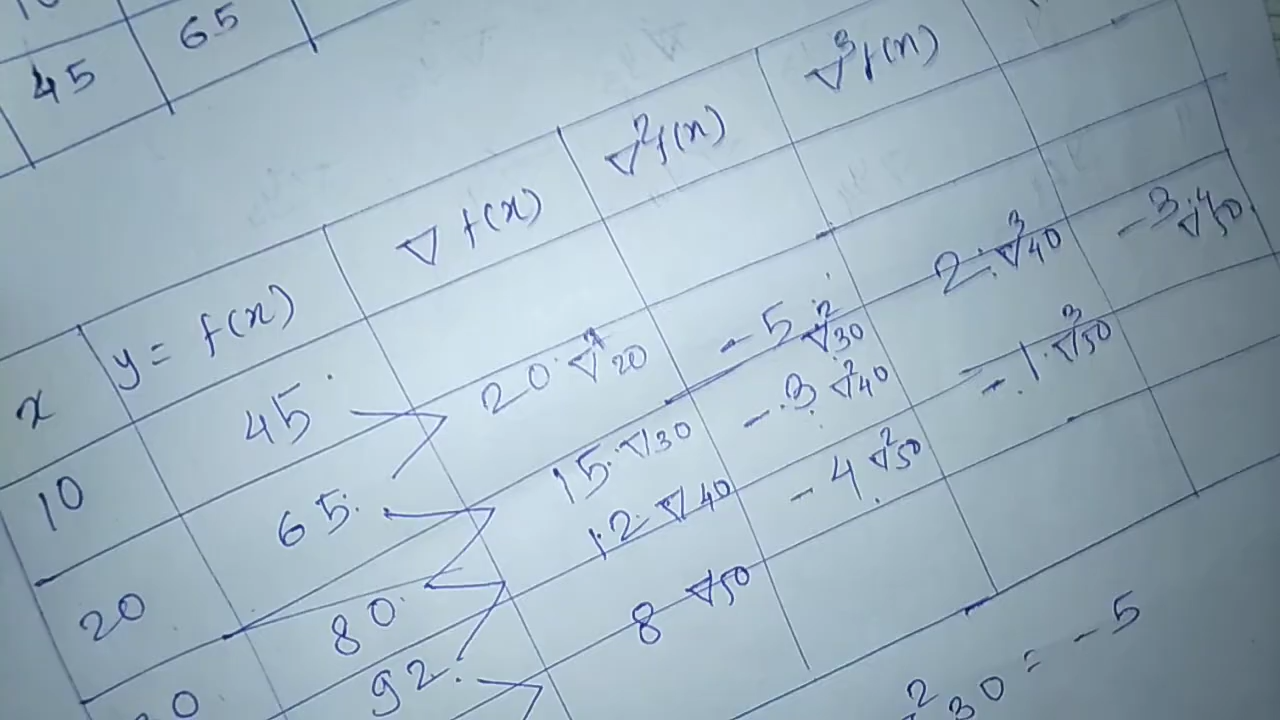 45 65
x y = f(x) ∇ f(x) ∇²f(x) ∇³f(x)
10 45 20 ∇20 -5 ∇²30 2 ∇³40 -3 ∇⁴50
20 65 15 ∇30 -3 ∇²40 -1 ∇³50
80 12 ∇40 -4 ∇²50
92 8 ∇50
²30 = -5